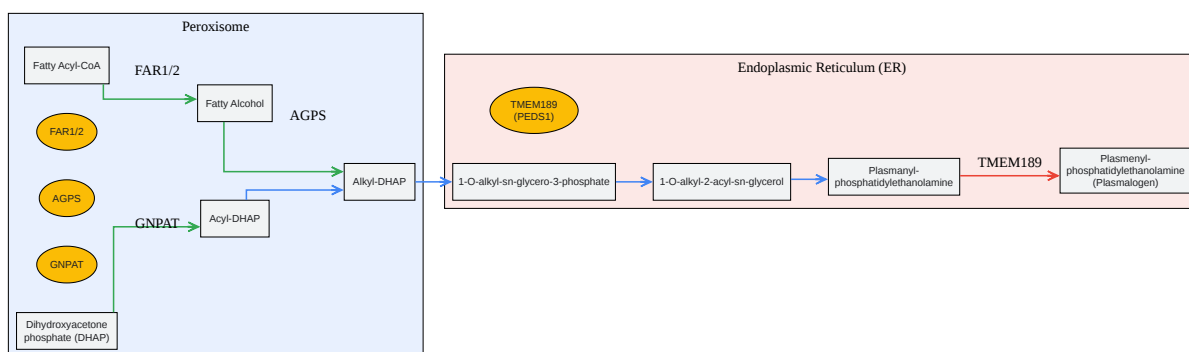 Peroxisome
Fatty Acyl-CoA
FAR1/2
Fatty Alcohol
AGPS
FAR1/2
Alkyl-DHAP
AGPS
GNPAT
Acyl-DHAP
GNPAT
Dihydroxyacetone
phosphate (DHAP)
Endoplasmic Reticulum (ER)
TMEM189
(PEDS1)
1-O-alkyl-sn-glycero-3-phosphate
1-O-alkyl-2-acyl-sn-glycerol
Plasmanyl-
phosphatidylethanolamine
TMEM189
Plasmenyl-
phosphatidylethanolamine
(Plasmalogen)